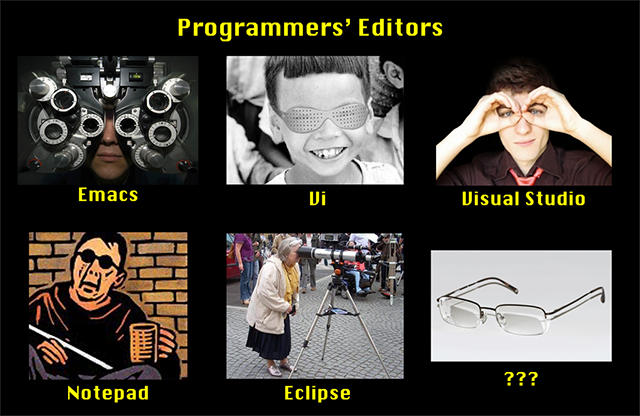 Programmers’ Editors
Emacs
Vi
Visual Studio
Notepad
Eclipse
???